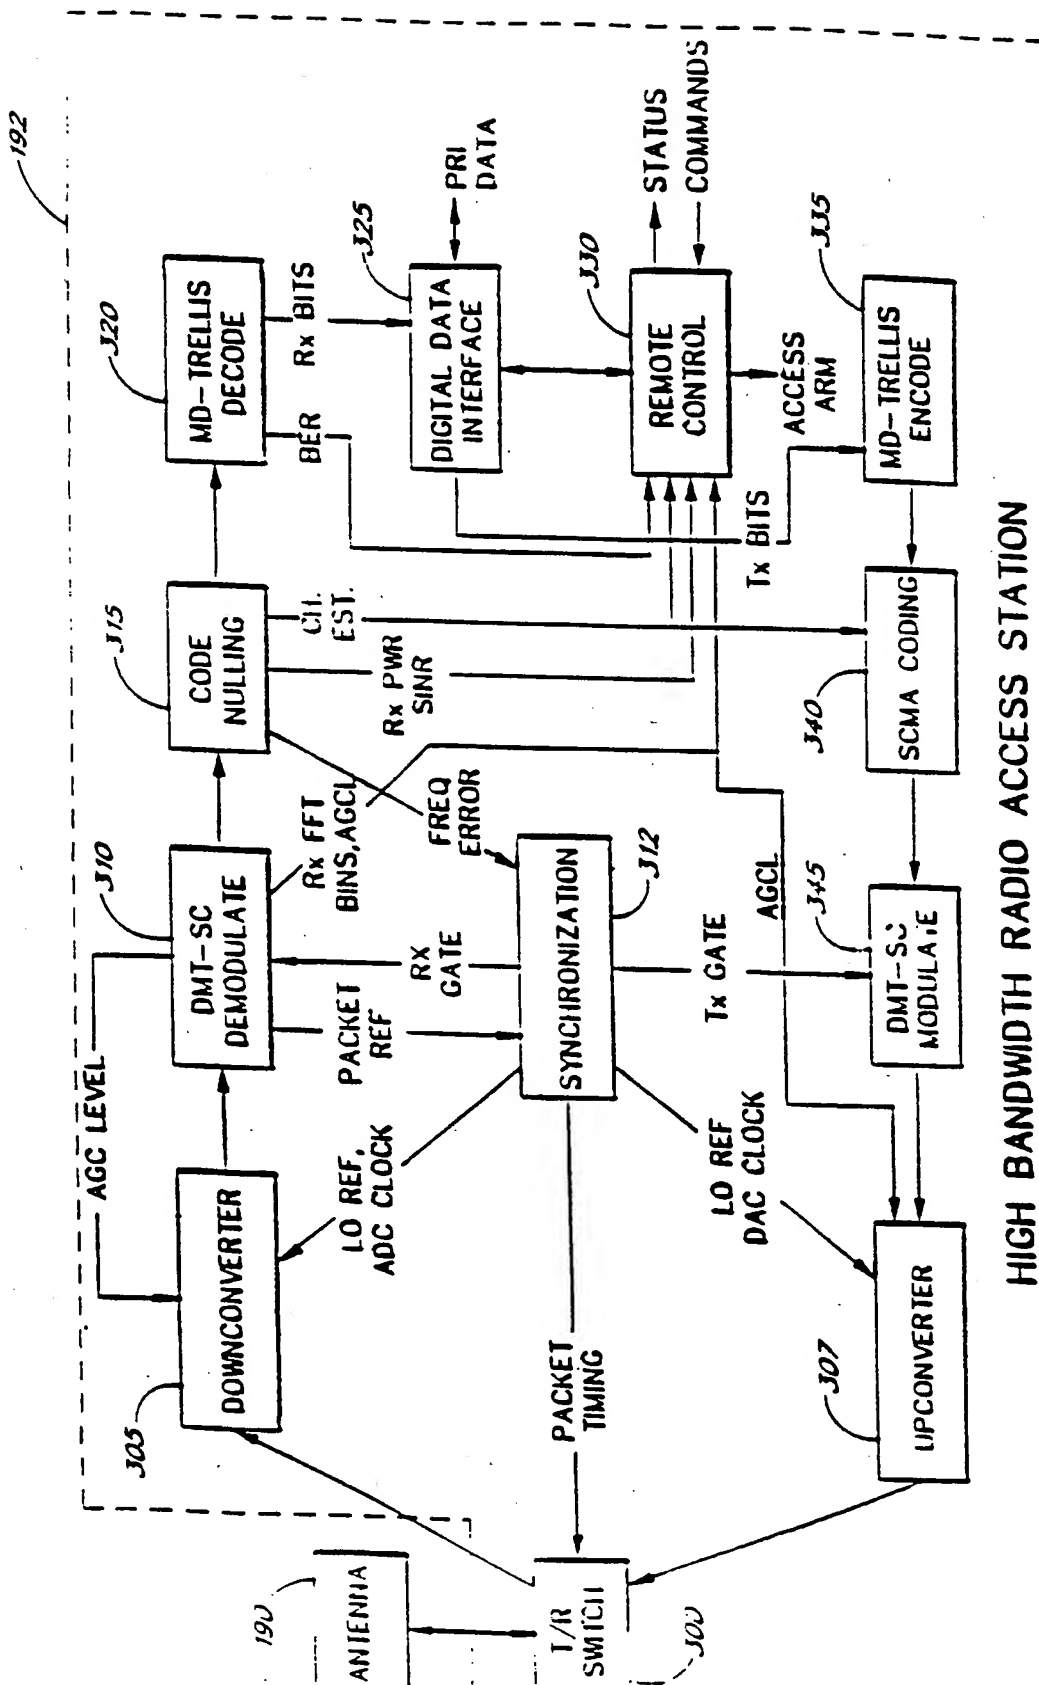 192
190
ANTENNA
T/R
SWITCH
300
305
DOWNCONVERTER
AGC LEVEL
310
DMT-SC
DEMODULATE
315
CODE
NULLING
320
MD-TRELLIS
DECODE
LO REF,
ADC CLOCK
PACKET
REF
RX
GATE
Rx FFT
BINS,AGCL
FREQ
ERROR
Rx PWR
SINR
CH.
EST.
BER
Rx BITS
325
DIGITAL DATA
INTERFACE
PRI
DATA
PACKET
TIMING
SYNCHRONIZATION
312
330
REMOTE
CONTROL
STATUS
COMMANDS
ACCESS
ARM
LO REF
DAC CLOCK
Tx GATE
AGCL
Tx BITS
307
UPCONVERTER
345
DMT-SC
MODULATE
340
SCMA CODING
335
MD-TRELLIS
ENCODE
HIGH BANDWIDTH RADIO ACCESS STATION